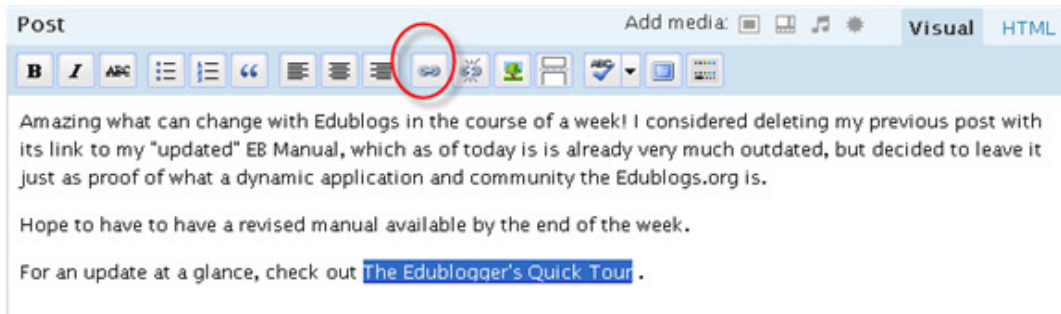 Post Add media: Visual HTML
B I ABC ABC
Amazing what can change with Edublogs in the course of a week! I considered deleting my previous post with
its link to my "updated" EB Manual, which as of today is is already very much outdated, but decided to leave it
just as proof of what a dynamic application and community the Edublogs.org is.
Hope to have to have a revised manual available by the end of the week.
For an update at a glance, check out The Edublogger's Quick Tour .